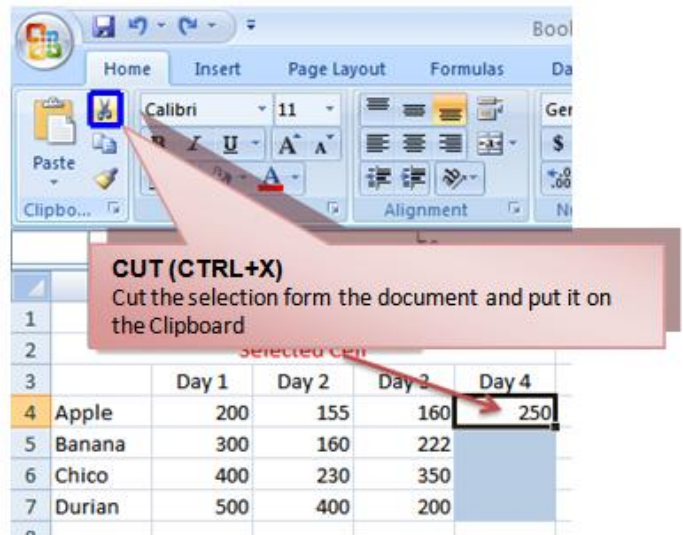 Book
Home Insert Page Layout Formulas Da
Calibri 11 Ger
B I U A A $
Paste A .00
Clipbo... Alignment N
CUT (CTRL+X)
Cut the selection form the document and put it on
the Clipboard
1
2 Selected Cell
3 Day 1 Day 2 Day 3 Day 4
4 Apple 200 155 160 250
5 Banana 300 160 222
6 Chico 400 230 350
7 Durian 500 400 200
8